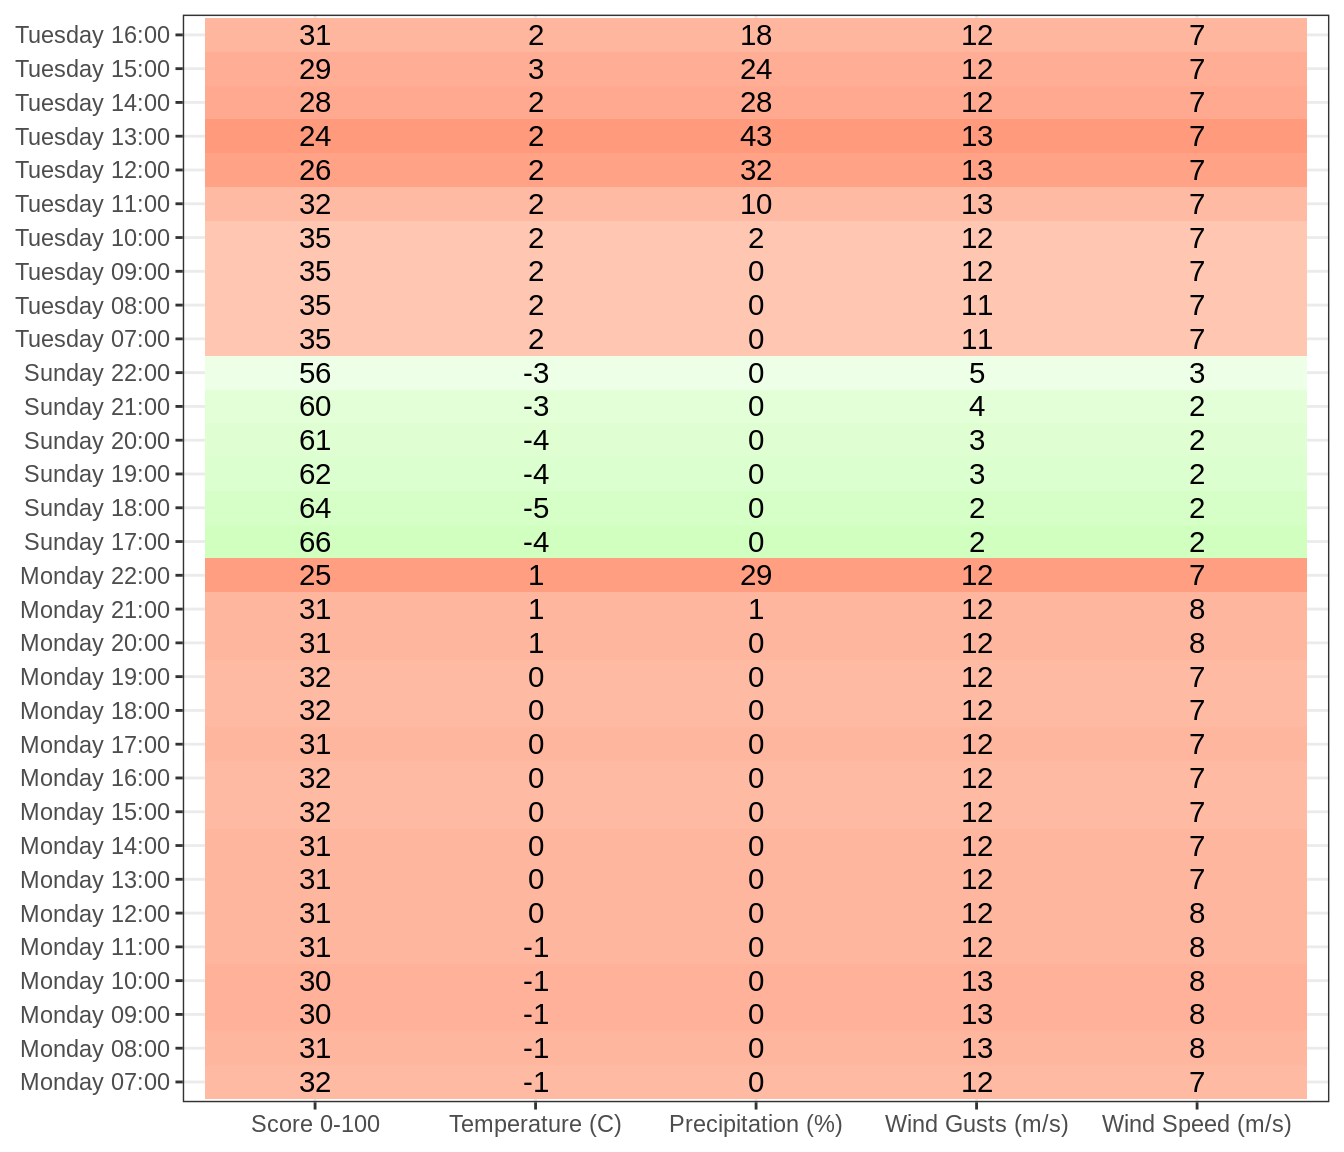 Tuesday 16:00 31 2 18 12 7
Tuesday 15:00 29 3 24 12 7
Tuesday 14:00 28 2 28 12 7
Tuesday 13:00 24 2 43 13 7
Tuesday 12:00 26 2 32 13 7
Tuesday 11:00 32 2 10 13 7
Tuesday 10:00 35 2 2 12 7
Tuesday 09:00 35 2 0 12 7
Tuesday 08:00 35 2 0 11 7
Tuesday 07:00 35 2 0 11 7
Sunday 22:00 56 -3 0 5 3
Sunday 21:00 60 -3 0 4 2
Sunday 20:00 61 -4 0 3 2
Sunday 19:00 62 -4 0 3 2
Sunday 18:00 64 -5 0 2 2
Sunday 17:00 66 -4 0 2 2
Monday 22:00 25 1 29 12 7
Monday 21:00 31 1 1 12 8
Monday 20:00 31 1 0 12 8
Monday 19:00 32 0 0 12 7
Monday 18:00 32 0 0 12 7
Monday 17:00 31 0 0 12 7
Monday 16:00 32 0 0 12 7
Monday 15:00 32 0 0 12 7
Monday 14:00 31 0 0 12 7
Monday 13:00 31 0 0 12 7
Monday 12:00 31 0 0 12 8
Monday 11:00 31 -1 0 12 8
Monday 10:00 30 -1 0 13 8
Monday 09:00 30 -1 0 13 8
Monday 08:00 31 -1 0 13 8
Monday 07:00 32 -1 0 12 7
Score 0-100 Temperature (C) Precipitation (%) Wind Gusts (m/s) Wind Speed (m/s)